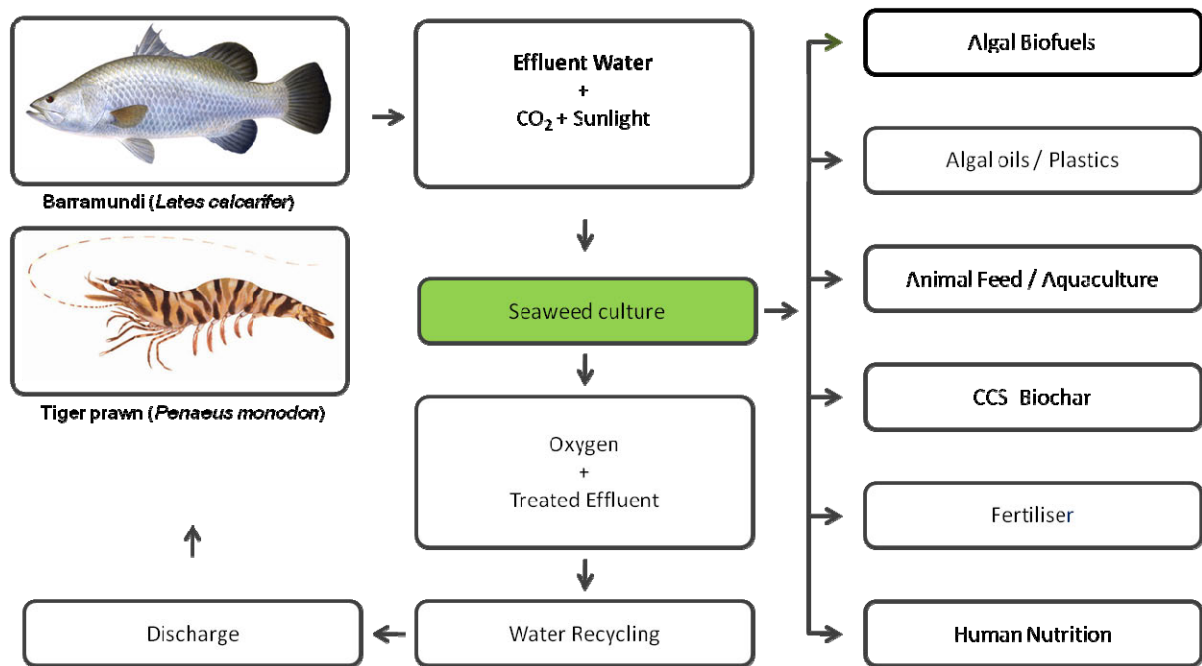 Barramundi (Lates calcarifer)
Tiger prawn (Penaeus monodon)
Effluent Water
+
CO₂ + Sunlight
Seaweed culture
Oxygen
+
Treated Effluent
Water Recycling
Discharge
Algal Biofuels
Algal oils / Plastics
Animal Feed / Aquaculture
CCS Biochar
Fertiliser
Human Nutrition